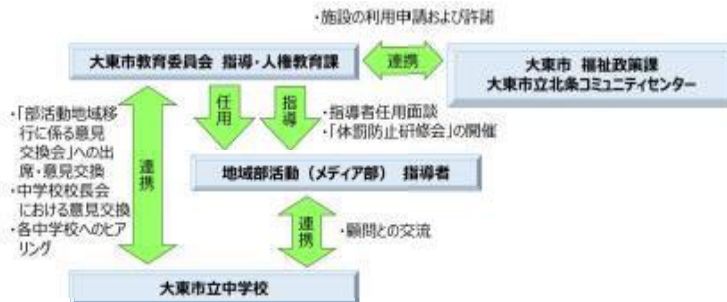 ・施設の利用申請および許諾
大東市教育委員会 指導・人権教育課
連携
大東市 福祉政策課
大東市立北条コミュニティセンター
・「部活動地域移
行に係る意見
交換会」への出
席・意見交換
・中学校校長会
における意見交換
・各中学校へのヒア
リング
連携
任用
指導
・指導者任用面談
・「体罰防止研修会」の開催
地域部活動（メディア部） 指導者
連携
・顧問との交流
大東市立中学校